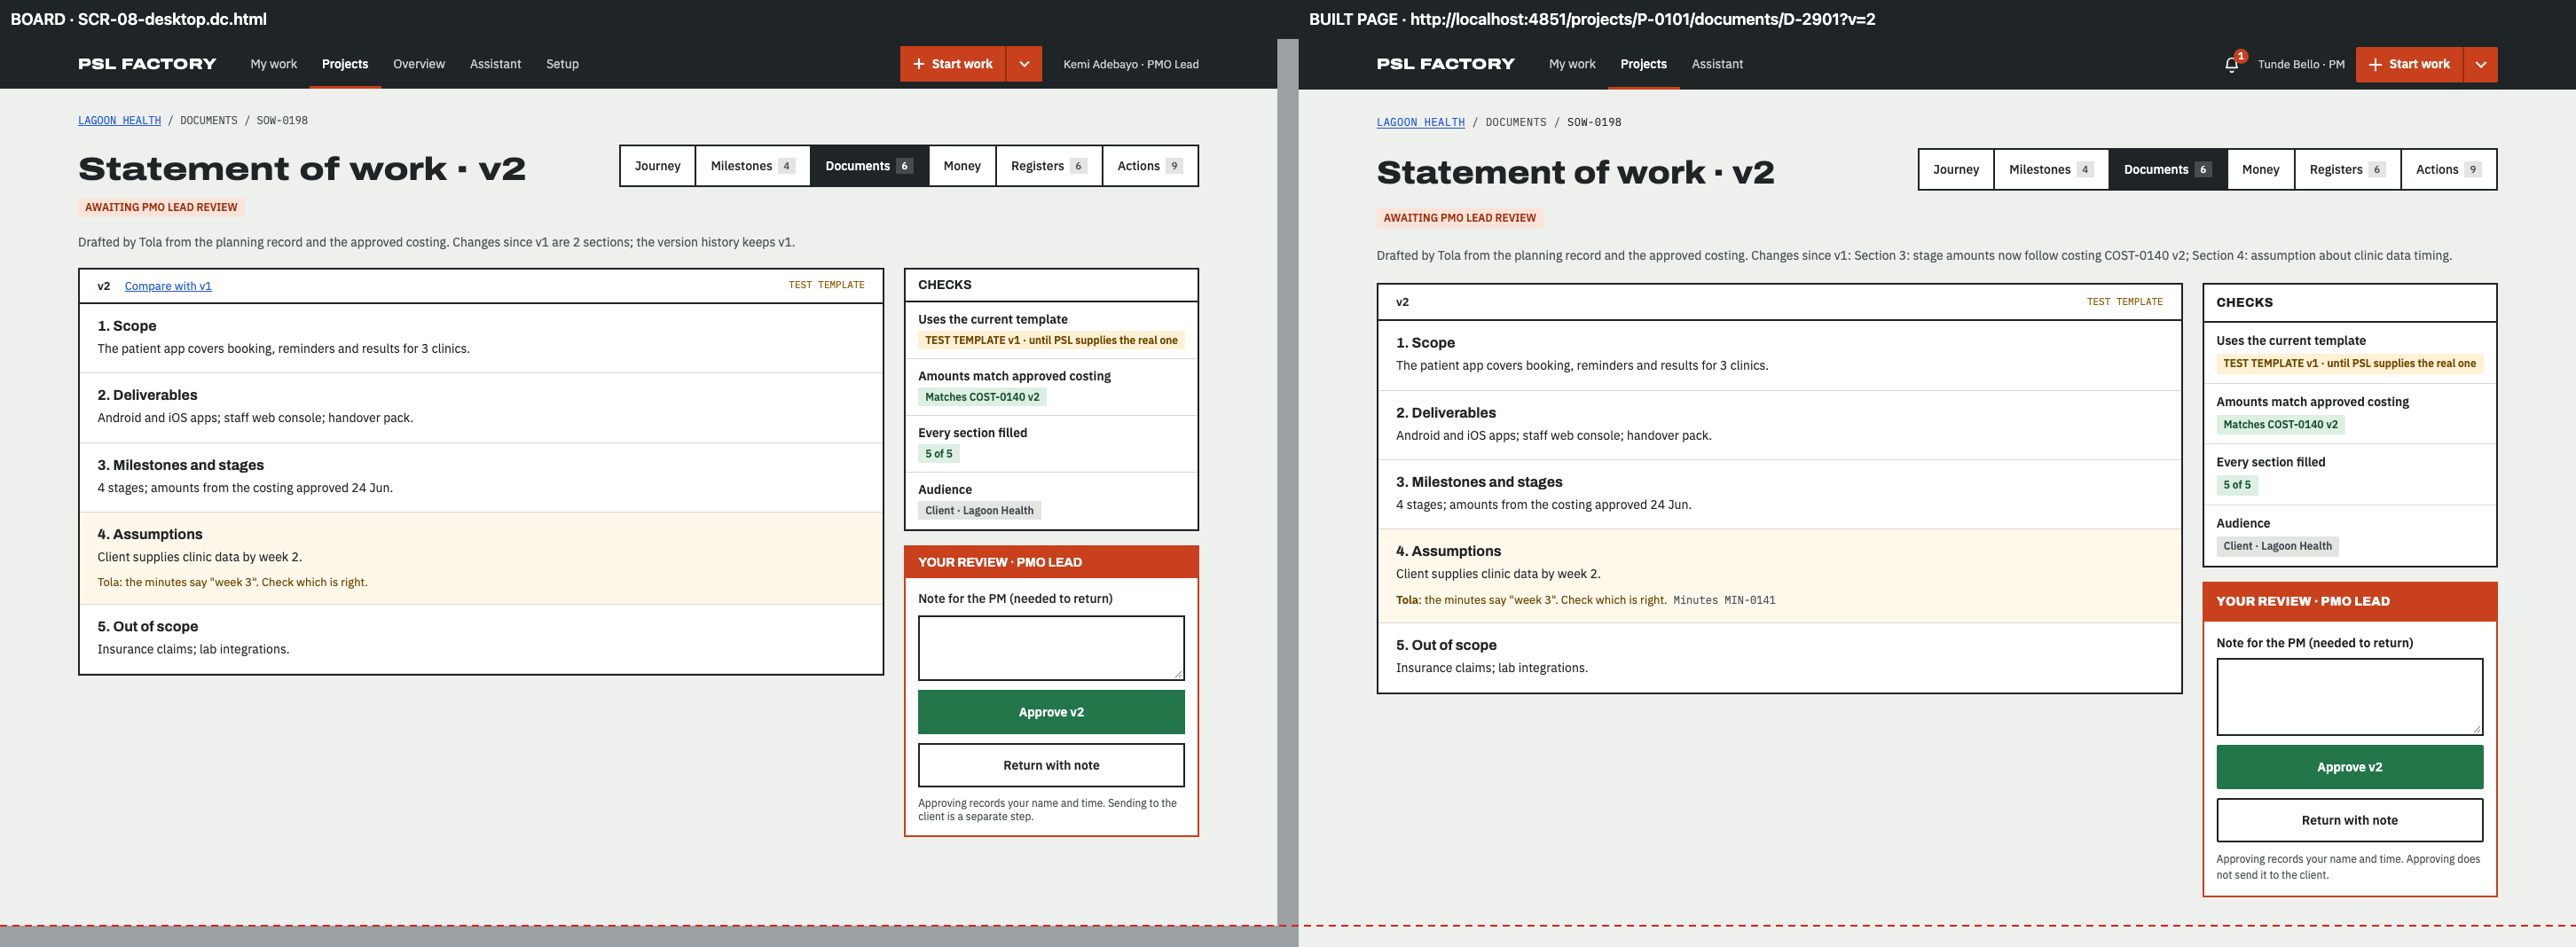 BOARD · SCR-08-desktop.dc.html
PSL FACTORY My work Projects Overview Assistant Setup + Start work Kemi Adebayo · PMO Lead
LAGOON HEALTH / DOCUMENTS / SOW-0198
Statement of work · v2
Journey Milestones 4 Documents 6 Money Registers 6 Actions 9
AWAITING PMO LEAD REVIEW
Drafted by Tola from the planning record and the approved costing. Changes since v1 are 2 sections; the version history keeps v1.
v2 Compare with v1 TEST TEMPLATE
1. Scope
The patient app covers booking, reminders and results for 3 clinics.
2. Deliverables
Android and iOS apps; staff web console; handover pack.
3. Milestones and stages
4 stages; amounts from the costing approved 24 Jun.
4. Assumptions
Client supplies clinic data by week 2.
Tola: the minutes say "week 3". Check which is right.
5. Out of scope
Insurance claims; lab integrations.
CHECKS
Uses the current template
TEST TEMPLATE v1 · until PSL supplies the real one
Amounts match approved costing
Matches COST-0140 v2
Every section filled
5 of 5
Audience
Client · Lagoon Health
YOUR REVIEW · PMO LEAD
Note for the PM (needed to return)
Approve v2
Return with note
Approving records your name and time. Sending to the
client is a separate step.
BUILT PAGE · http://localhost:4851/projects/P-0101/documents/D-2901?v=2
PSL FACTORY My work Projects Assistant 1 Tunde Bello · PM + Start work
LAGOON HEALTH / DOCUMENTS / SOW-0198
Statement of work · v2
Journey Milestones 4 Documents 6 Money Registers 6 Actions 9
AWAITING PMO LEAD REVIEW
Drafted by Tola from the planning record and the approved costing. Changes since v1: Section 3: stage amounts now follow costing COST-0140 v2; Section 4: assumption about clinic data timing.
v2 TEST TEMPLATE
1. Scope
The patient app covers booking, reminders and results for 3 clinics.
2. Deliverables
Android and iOS apps; staff web console; handover pack.
3. Milestones and stages
4 stages; amounts from the costing approved 24 Jun.
4. Assumptions
Client supplies clinic data by week 2.
Tola: the minutes say "week 3". Check which is right. Minutes MIN-0141
5. Out of scope
Insurance claims; lab integrations.
CHECKS
Uses the current template
TEST TEMPLATE v1 · until PSL supplies the real one
Amounts match approved costing
Matches COST-0140 v2
Every section filled
5 of 5
Audience
Client · Lagoon Health
YOUR REVIEW · PMO LEAD
Note for the PM (needed to return)
Approve v2
Return with note
Approving records your name and time. Approving does
not send it to the client.